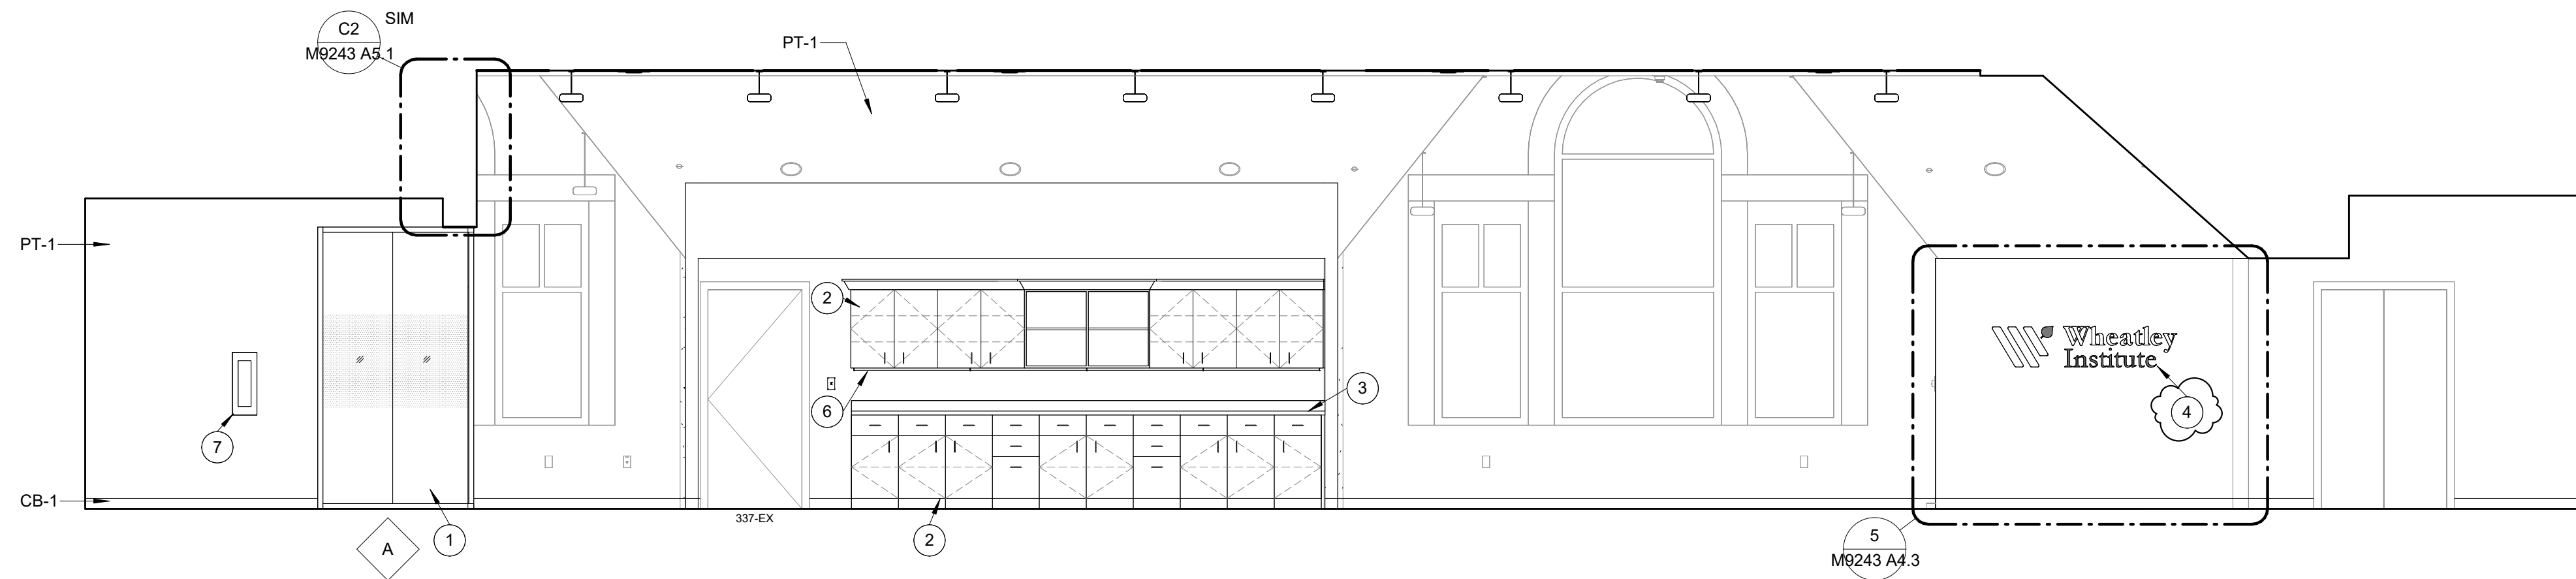 C2
SIM
M9243 A5.1
PT-1
PT-1
2
6
3
7
Wheatley
Institute
4
CB-1
337-EX
A
1
2
5
M9243 A4.3